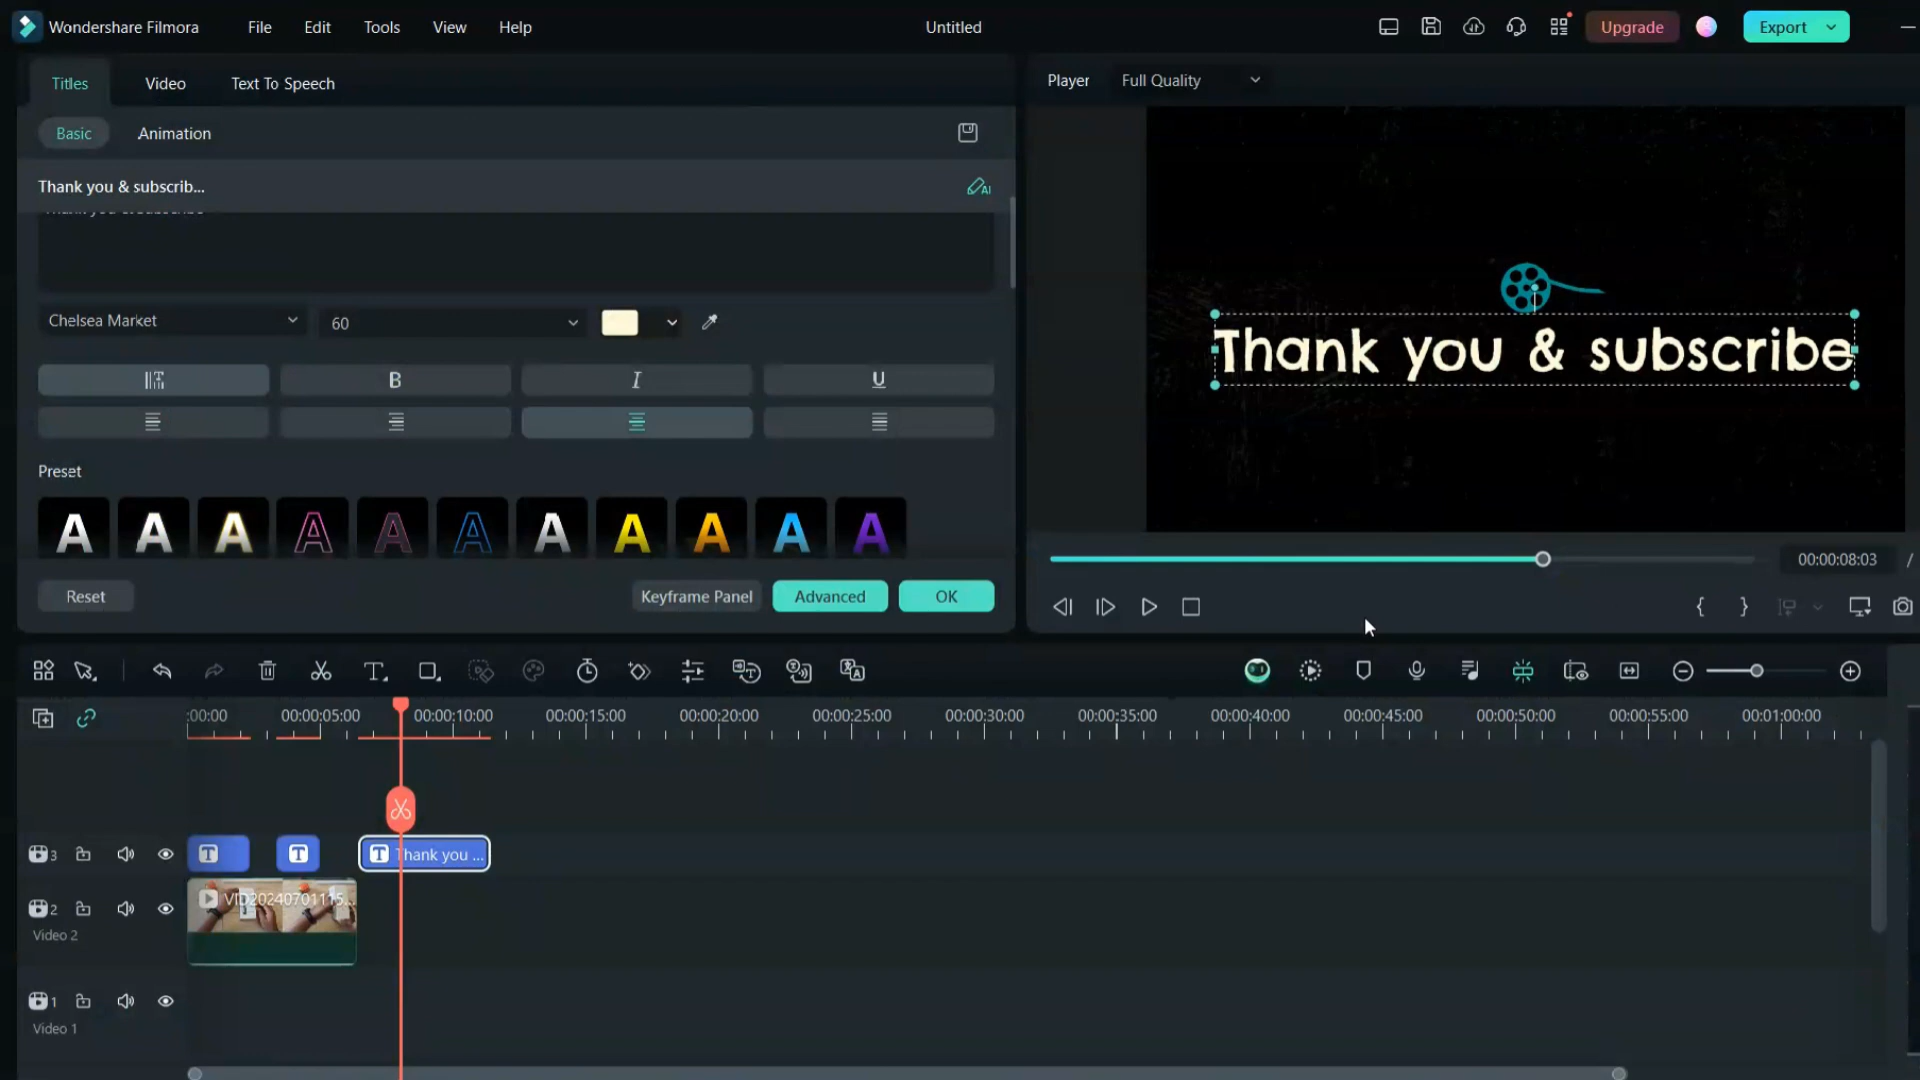 Wondershare Filmora File Edit Tools View Help Untitled Upgrade Export
Titles Video Text To Speech
Player Full Quality
Basic Animation
Thank you & subscrib...
AI
Thank you & subscribe
Chelsea Market 60
B I U
Preset
A A A A A A A A A A A
Reset Keyframe Panel Advanced OK
Thank you & subscribe
00:00:08:03 /
:00:00 00:00:05:00 00:00:10:00 00:00:15:00 00:00:20:00 00:00:25:00 00:00:30:00 00:00:35:00 00:00:40:00 00:00:45:00 00:00:50:00 00:00:55:00 00:01:00:00
3 T T T Thank you ...
2 VID20240701115...
Video 2
1
Video 1